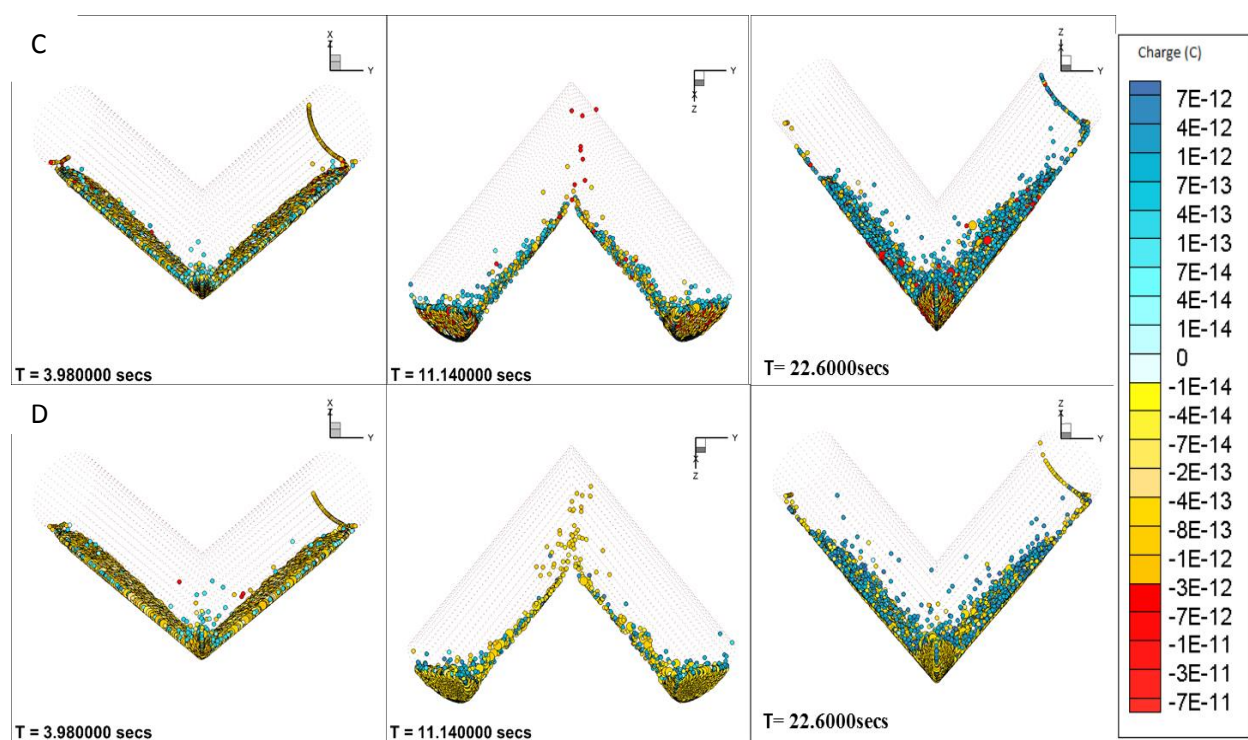 C
X
Z
Y
Y
X
Z
Z
X
Y
T = 3.980000 secs
T = 11.140000 secs
T= 22.6000secs
D
X
Z
Y
Y
X
Z
Z
X
Y
T = 3.980000 secs
T = 11.140000 secs
T= 22.6000secs
Charge (C)
7E-12
4E-12
1E-12
7E-13
4E-13
1E-13
7E-14
4E-14
1E-14
0
-1E-14
-4E-14
-7E-14
-2E-13
-4E-13
-8E-13
-1E-12
-3E-12
-7E-12
-1E-11
-3E-11
-7E-11